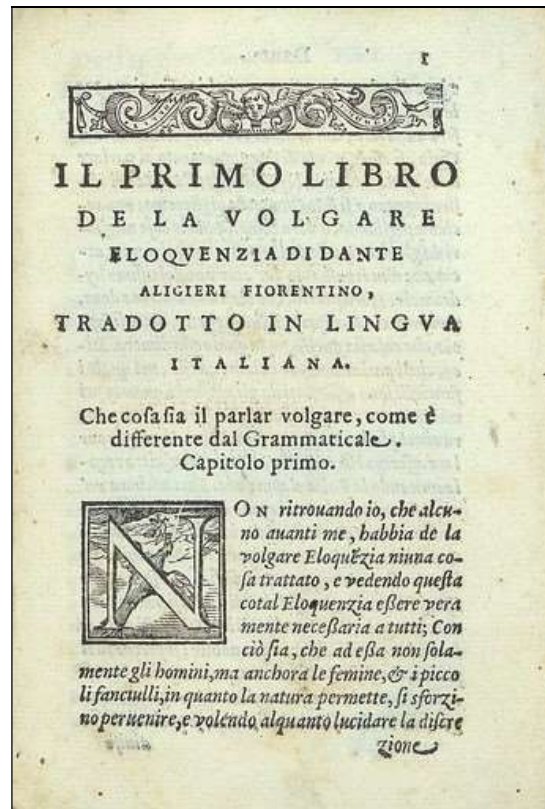 1
IL PRIMO LIBRO
DE LA VOLGARE
ELOQVENZIA DI DANTE
ALIGIERI FIORENTINO,
TRADOTTO IN LINGVA
ITALIANA.
Che cosa sia il parlar volgare, come è
differente dal Grammaticale.
Capitolo primo.
NON ritrouando io, che alcu-
no auanti me, habbia de la
volgare Eloquẽzia niuna co-
sa trattato, e vedendo questa
cotal Eloquenzia eßere vera
mente neceßaria a tutti; Con
ciò sia, che ad eßa non sola-
mente gli homini, ma anchora le femine, & i picco
li fanciulli, in quanto la natura permette, si sforzi-
no peruenire, e volendo alquanto lucidare la discre
zione